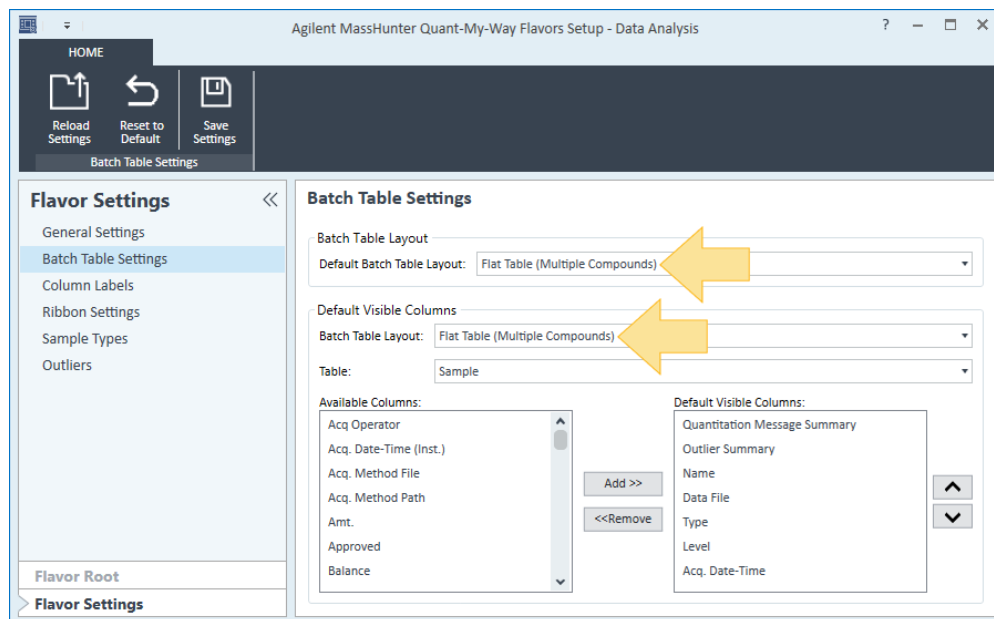 Agilent MassHunter Quant-My-Way Flavors Setup - Data Analysis
HOME
Reload Settings
Reset to Default
Save Settings
Batch Table Settings
Flavor Settings
General Settings
Batch Table Settings
Column Labels
Ribbon Settings
Sample Types
Outliers
Flavor Root
Flavor Settings
Batch Table Settings
Batch Table Layout
Default Batch Table Layout: Flat Table (Multiple Compounds)
Default Visible Columns
Batch Table Layout: Flat Table (Multiple Compounds)
Table: Sample
Available Columns:
Acq Operator
Acq. Date-Time (Inst.)
Acq. Method File
Acq. Method Path
Amt.
Approved
Balance
Add >>
<<Remove
Default Visible Columns:
Quantitation Message Summary
Outlier Summary
Name
Data File
Type
Level
Acq. Date-Time